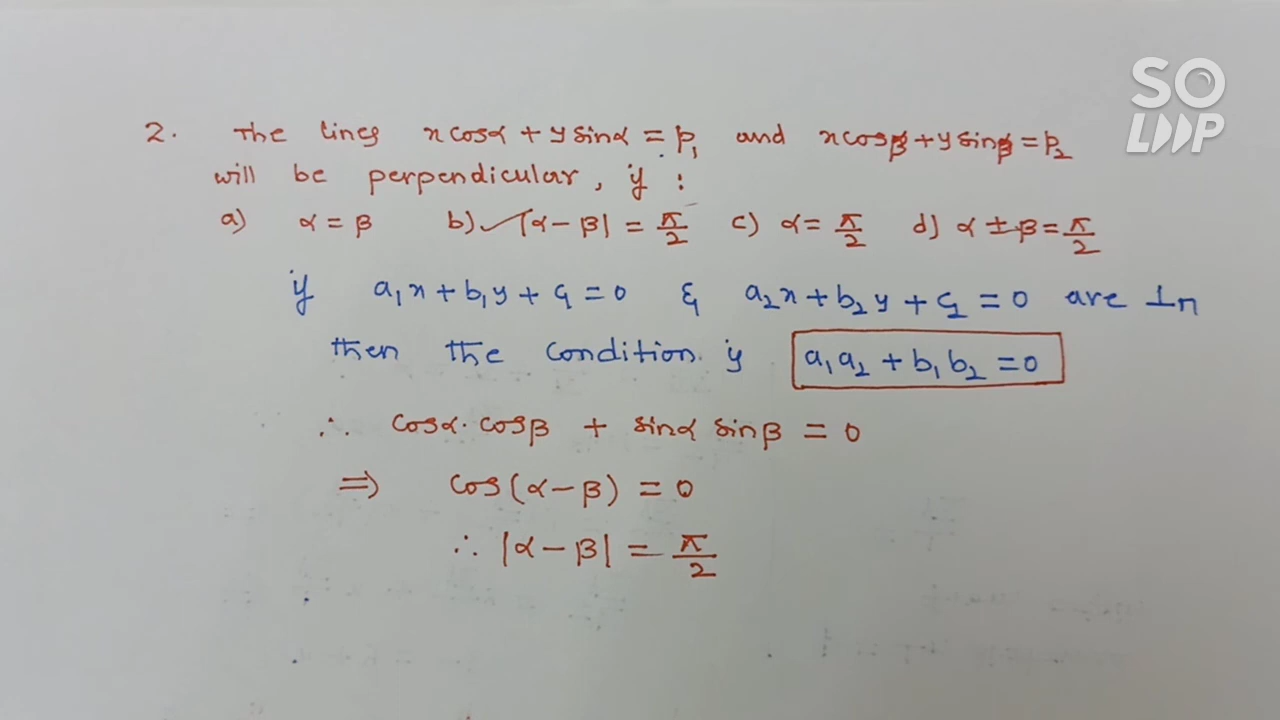 SO
LOOP
2. The lines x cosα + y sinα = p₁ and x cosβ + y sinβ = p₂
will be perpendicular, if :
a) α = β b) ✓ |α - β| = π/2 c) α = π/2 d) α ± β = π/2
if a₁x + b₁y + c₁ = 0 & a₂x + b₂y + c₂ = 0 are ⊥r
then the condition is a₁a₂ + b₁b₂ = 0
∴ cosα · cosβ + sinα sinβ = 0
⇒ cos(α - β) = 0
∴ |α - β| = π/2